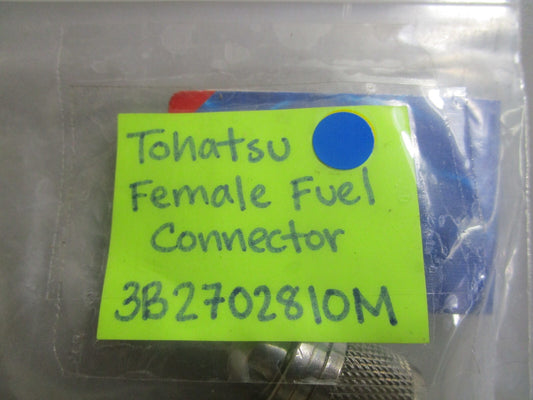 Tohatsu
Female Fuel
Connector
3B2702810M